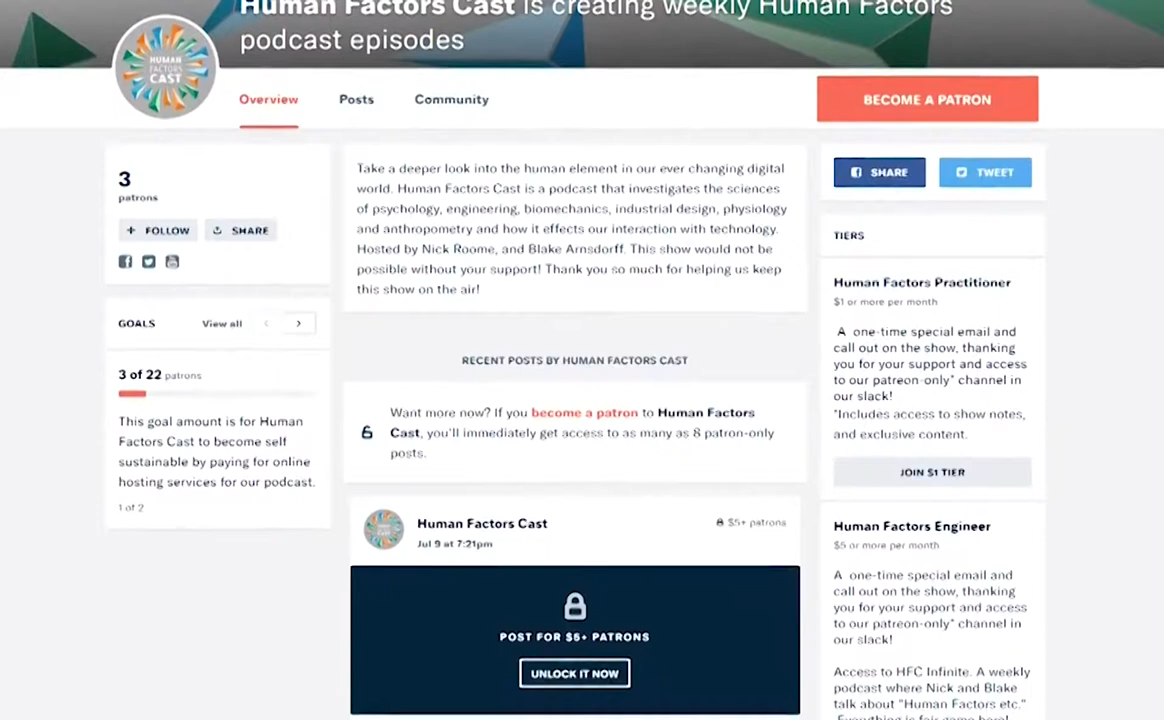 Human Factors Cast is creating weekly Human Factors
podcast episodes
HUMAN
FACTORS
CAST
Overview
Posts
Community
BECOME A PATRON
3
patrons
+ FOLLOW
SHARE
GOALS
View all
3 of 22 patrons
This goal amount is for Human
Factors Cast to become self
sustainable by paying for online
hosting services for our podcast.
1 of 2
Take a deeper look into the human element in our ever changing digital
world. Human Factors Cast is a podcast that investigates the sciences
of psychology, engineering, biomechanics, industrial design, physiology
and anthropometry and how it effects our interaction with technology.
Hosted by Nick Roome, and Blake Arnsdorff. This show would not be
possible without your support! Thank you so much for helping us keep
this show on the air!
RECENT POSTS BY HUMAN FACTORS CAST
Want more now? If you become a patron to Human Factors
Cast, you'll immediately get access to as many as 8 patron-only
posts.
Human Factors Cast
$5+ patrons
Jul 9 at 7:21pm
POST FOR $5+ PATRONS
UNLOCK IT NOW
SHARE
TWEET
TIERS
Human Factors Practitioner
$1 or more per month
A one-time special email and
call out on the show, thanking
you for your support and access
to our patreon-only* channel in
our slack!
*Includes access to show notes,
and exclusive content.
JOIN $1 TIER
Human Factors Engineer
$5 or more per month
A one-time special email and
call out on the show, thanking
you for your support and access
to our patreon-only* channel in
our slack!
Access to HFC Infinite. A weekly
podcast where Nick and Blake
talk about "Human Factors etc."
Everything is fair game here!